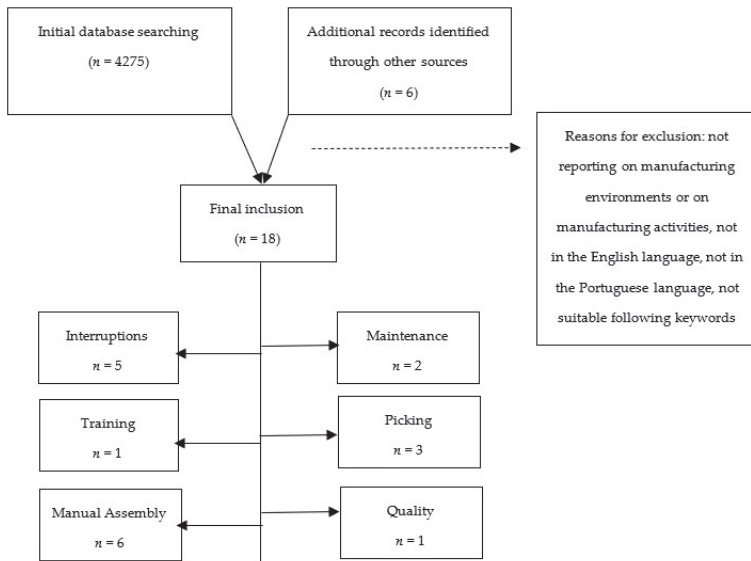 Initial database searching
(n = 4275)
Additional records identified
through other sources
(n = 6)
Reasons for exclusion: not
reporting on manufacturing
environments or on
manufacturing activities, not
in the English language, not in
the Portuguese language, not
suitable following keywords
Final inclusion
(n = 18)
Interruptions
n = 5
Maintenance
n = 2
Training
n = 1
Picking
n = 3
Manual Assembly
n = 6
Quality
n = 1